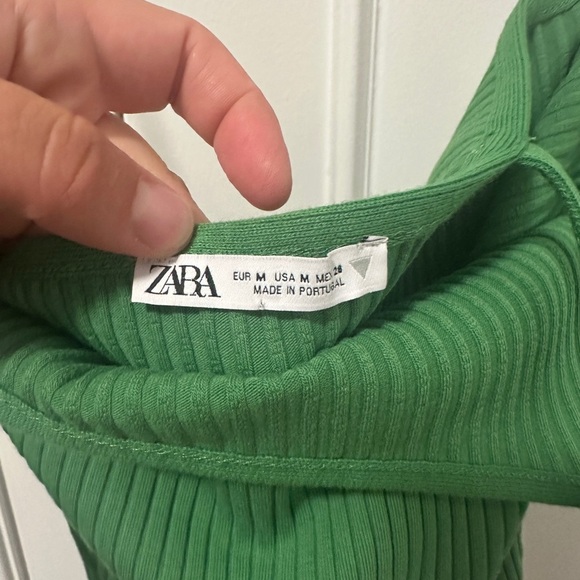 ZARA
EUR M USA M MEX 28
MADE IN PORTUGAL